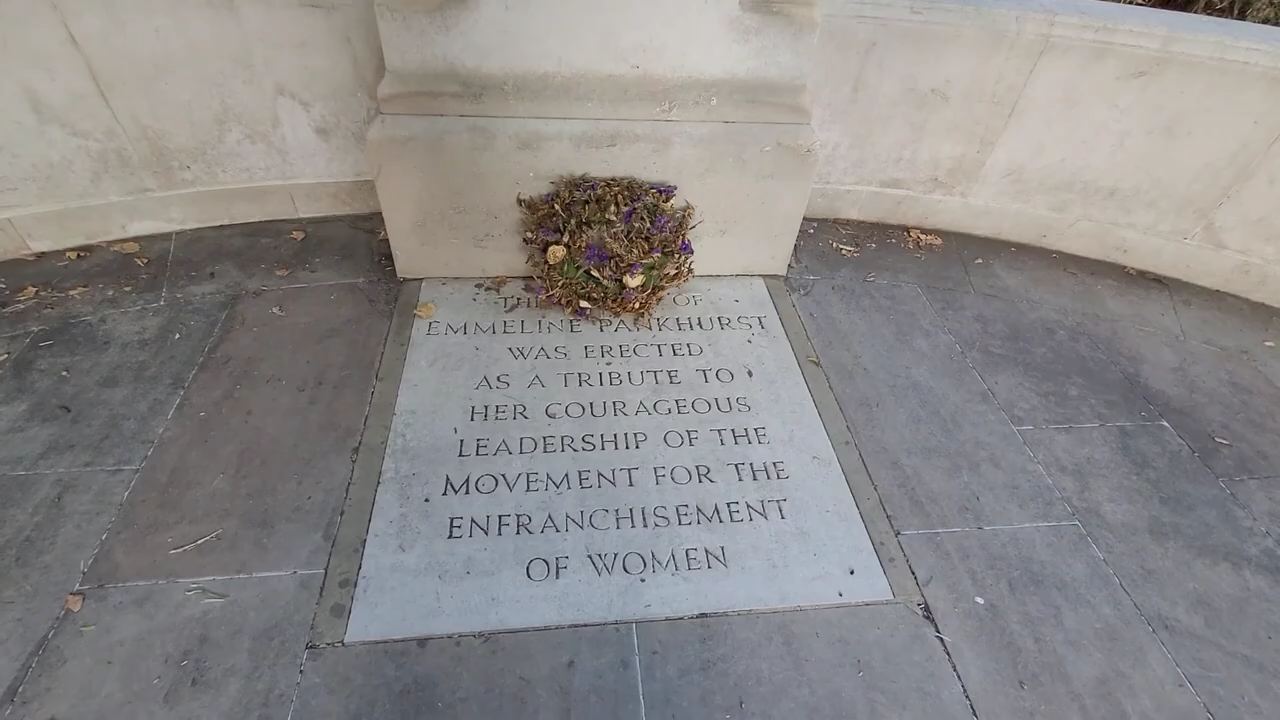 OF
EMMELINE PANKHURST
WAS ERECTED
AS A TRIBUTE TO
HER COURAGEOUS
LEADERSHIP OF THE
MOVEMENT FOR THE
ENFRANCHISEMENT
OF WOMEN